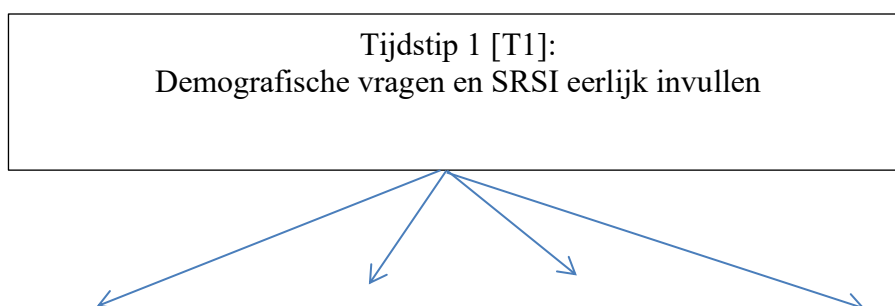 Tijdstip 1 [T1]:
Demografische vragen en SRSI eerlijk invullen